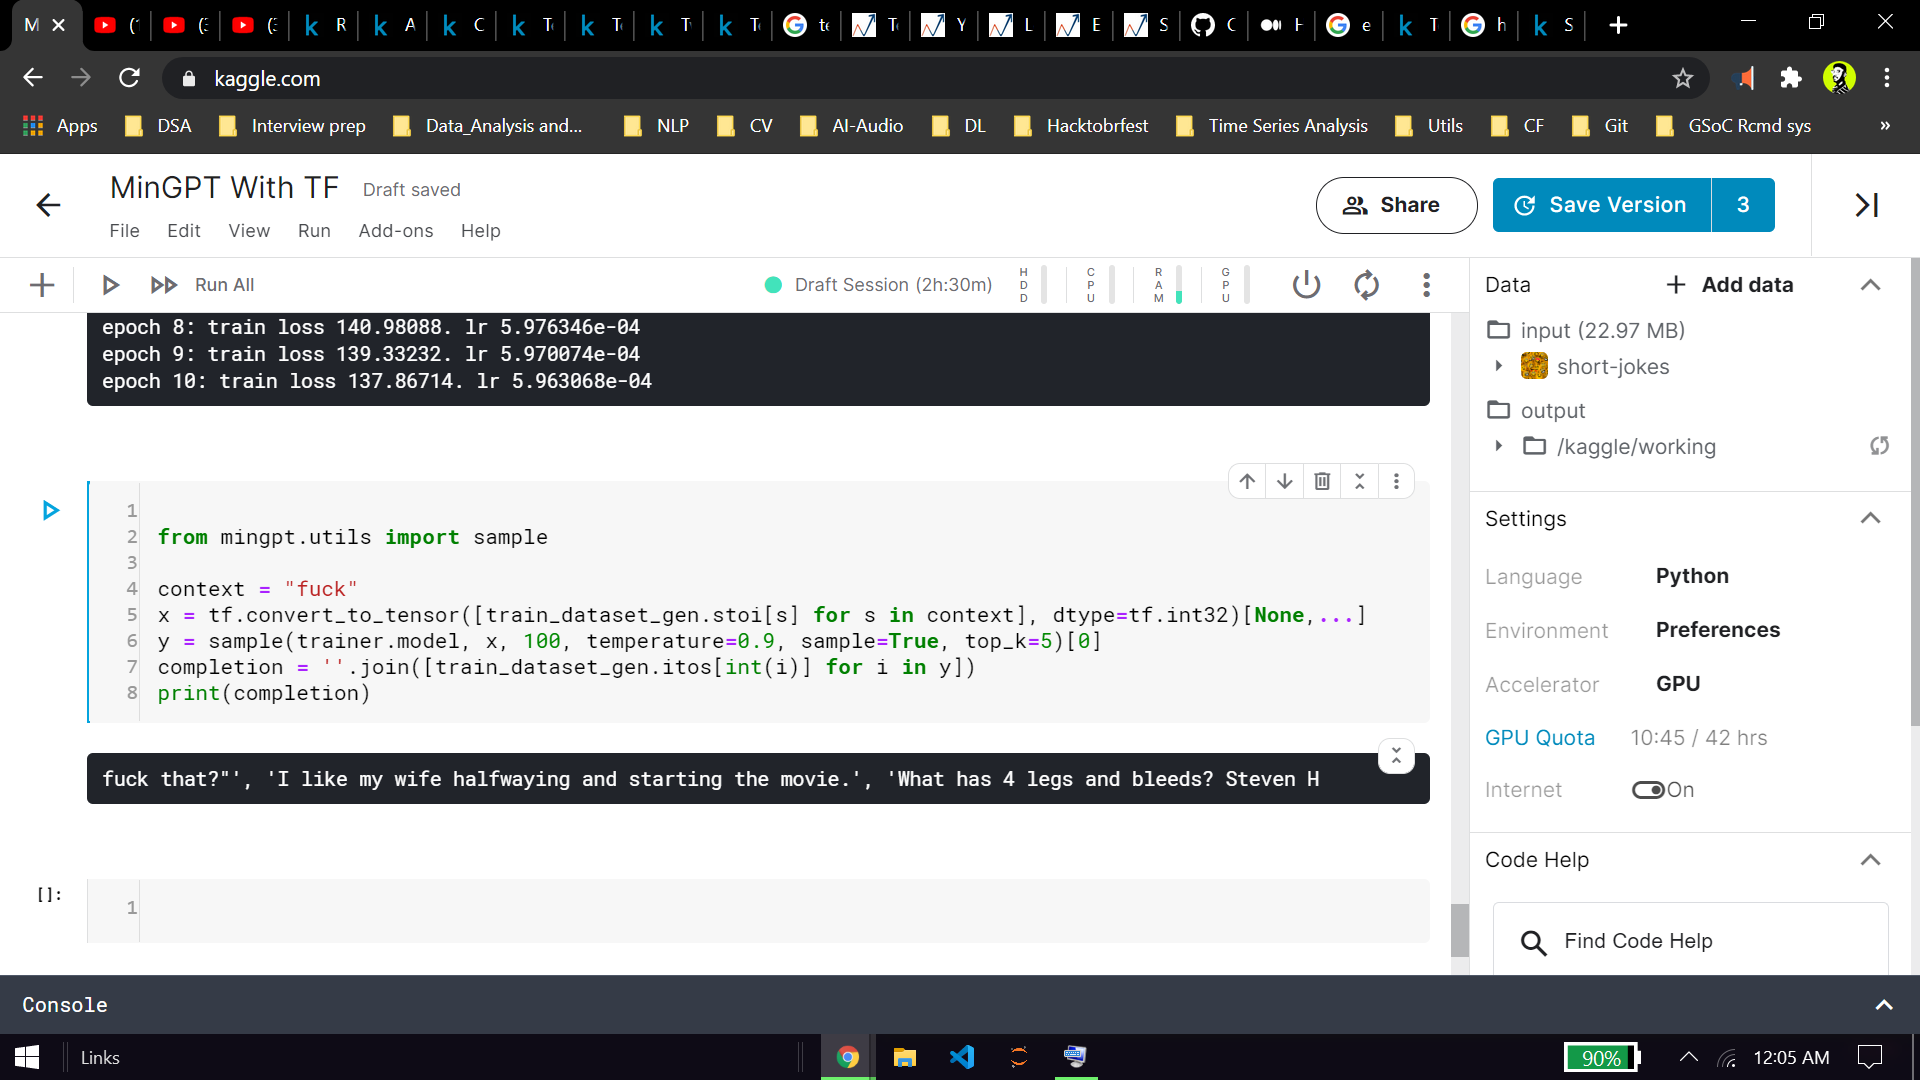 M
(1
(3
(3
R
A
C
To
To
Tv
To
te
To
Y
L
E
S
C
H
e
T
h
S
kaggle.com
Apps DSA Interview prep Data_Analysis and... NLP CV AI-Audio DL Hacktobrfest Time Series Analysis Utils CF Git GSoC Rcmd sys »
MinGPT With TF Draft saved
File Edit View Run Add-ons Help
Share
Save Version 3
Run All
Draft Session (2h:30m)
HDD
CPU
RAM
GPU
epoch 8: train loss 140.98088. lr 5.976346e-04
epoch 9: train loss 139.33232. lr 5.970074e-04
epoch 10: train loss 137.86714. lr 5.963068e-04
1
2 from mingpt.utils import sample
3
4 context = "fuck"
5 x = tf.convert_to_tensor([train_dataset_gen.stoi[s] for s in context], dtype=tf.int32)[None,...]
6 y = sample(trainer.model, x, 100, temperature=0.9, sample=True, top_k=5)[0]
7 completion = ''.join([train_dataset_gen.itos[int(i)] for i in y])
8 print(completion)
fuck that?"', 'I like my wife halfwaying and starting the movie.', 'What has 4 legs and bleeds? Steven H
[]:
1
Data
+ Add data
input (22.97 MB)
short-jokes
output
/kaggle/working
Settings
Language Python
Environment Preferences
Accelerator GPU
GPU Quota 10:45 / 42 hrs
Internet On
Code Help
Find Code Help
Console
Links
90%
12:05 AM